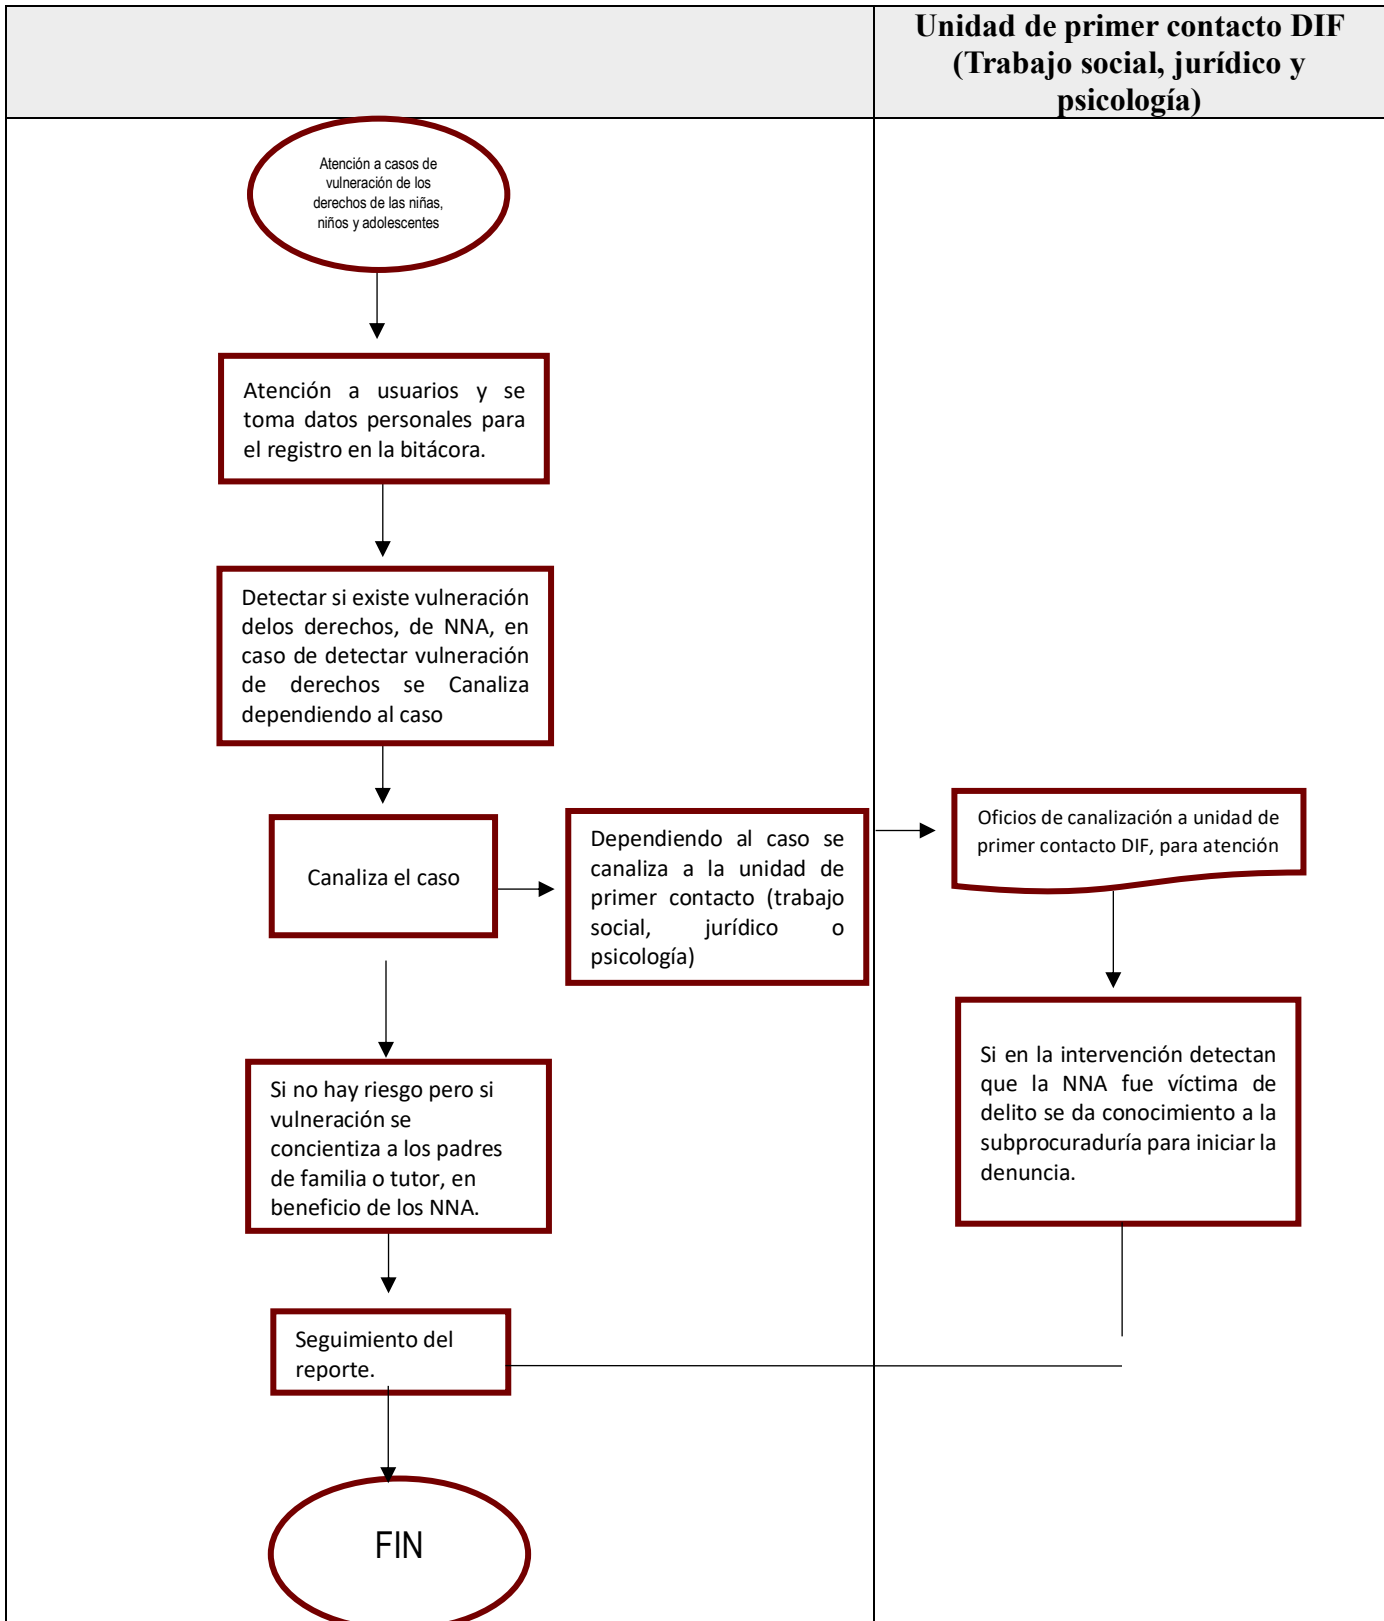 Unidad de primer contacto DIF
(Trabajo social, jurídico y
psicología)
Atención a casos de
vulneración de los
derechos de las niñas,
niños y adolescentes
Atención a usuarios y se
toma datos personales para
el registro en la bitácora.
Detectar si existe vulneración
delos derechos, de NNA, en
caso de detectar vulneración
de derechos se Canaliza
dependiendo al caso
Canaliza el caso
Dependiendo al caso se
canaliza a la unidad de
primer contacto (trabajo
social, jurídico o
psicología)
Oficios de canalización a unidad de
primer contacto DIF, para atención
Si en la intervención detectan
que la NNA fue víctima de
delito se da conocimiento a la
subprocuraduría para iniciar la
denuncia.
Si no hay riesgo pero si
vulneración se
concientiza a los padres
de familia o tutor, en
beneficio de los NNA.
Seguimiento del
reporte.
FIN